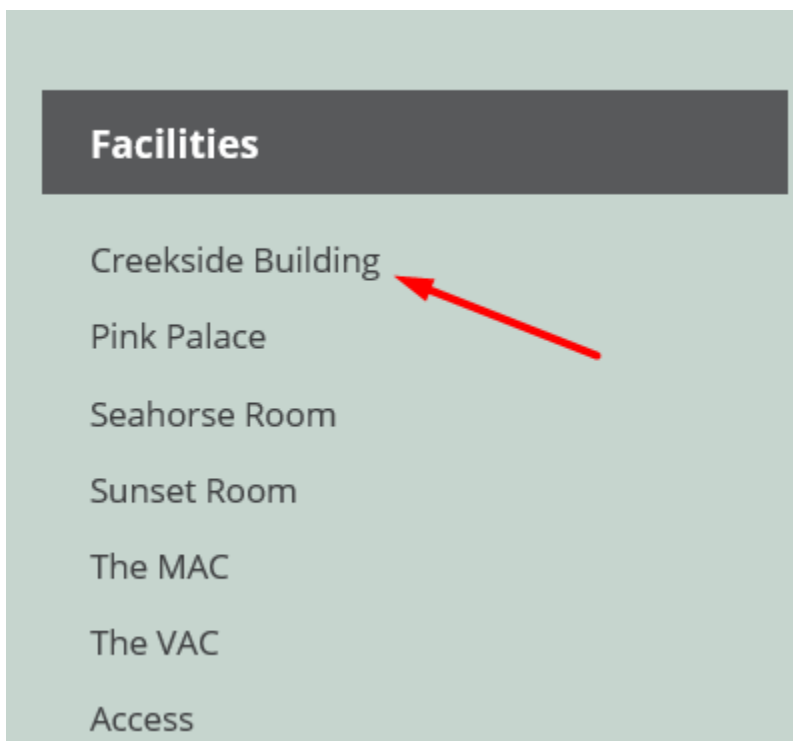 Facilities
Creekside Building
Pink Palace
Seahorse Room
Sunset Room
The MAC
The VAC
Access